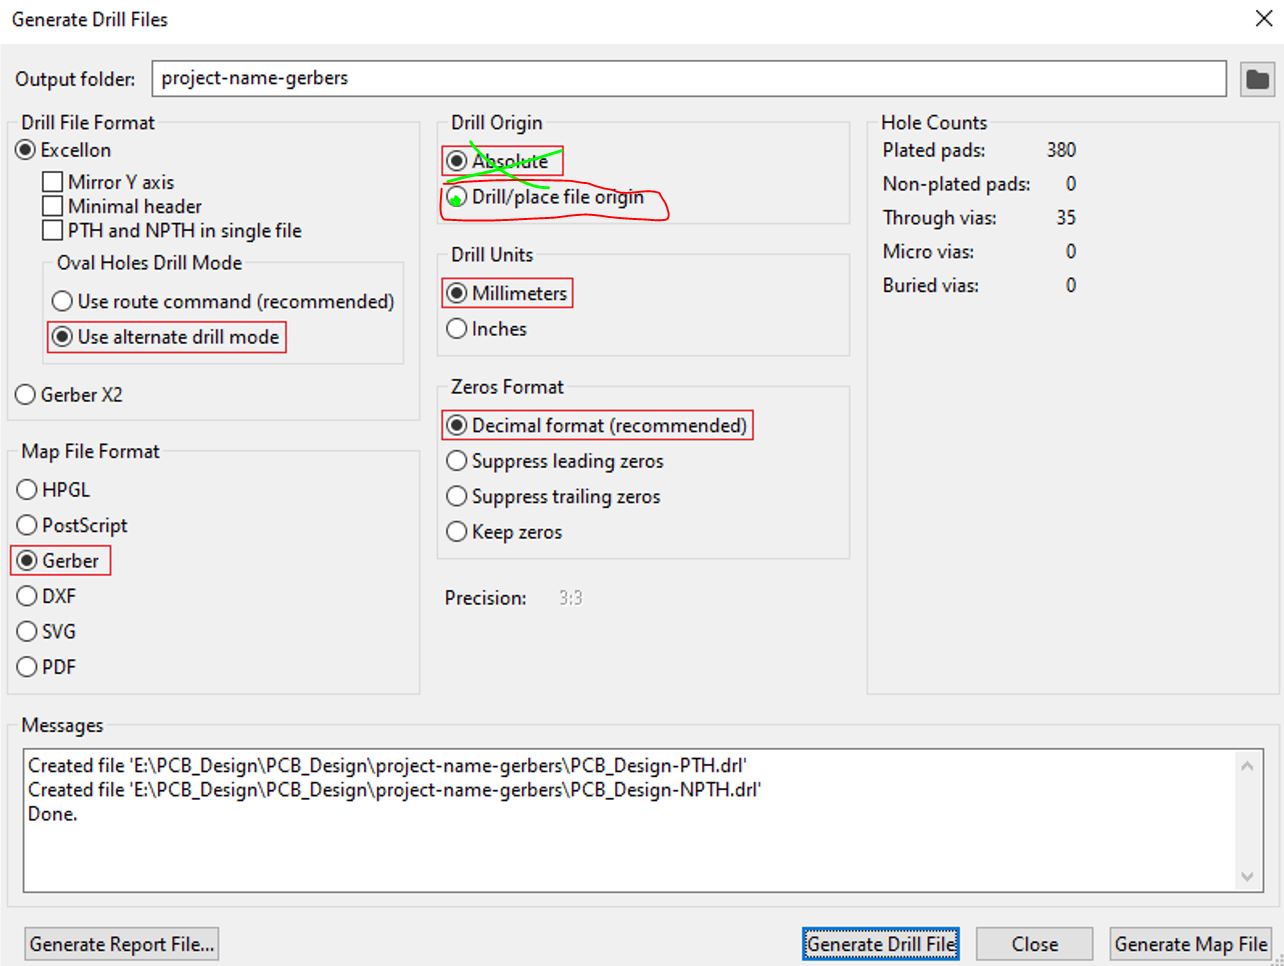 Generate Drill Files
Output folder: project-name-gerbers
Drill File Format
Excellon
Mirror Y axis
Minimal header
PTH and NPTH in single file
Oval Holes Drill Mode
Use route command (recommended)
Use alternate drill mode
Gerber X2
Map File Format
HPGL
PostScript
Gerber
DXF
SVG
PDF
Drill Origin
Absolute
Drill/place file origin
Drill Units
Millimeters
Inches
Zeros Format
Decimal format (recommended)
Suppress leading zeros
Suppress trailing zeros
Keep zeros
Precision: 3:3
Hole Counts
Plated pads: 380
Non-plated pads: 0
Through vias: 35
Micro vias: 0
Buried vias: 0
Messages
Created file 'E:\PCB_Design\PCB_Design\project-name-gerbers\PCB_Design-PTH.drl'
Created file 'E:\PCB_Design\PCB_Design\project-name-gerbers\PCB_Design-NPTH.drl'
Done.
Generate Report File... Generate Drill File Close Generate Map File